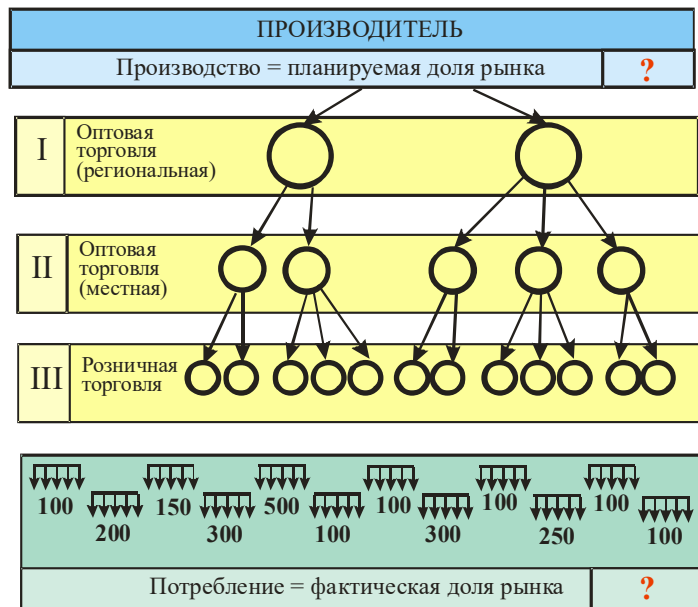 ПРОИЗВОДИТЕЛЬ
Производство = планируемая доля рынка ?
I Оптовая
торговля
(региональная)
II Оптовая
торговля
(местная)
III Розничная
торговля
100 150 500 100 100 100
200 300 100 300 250 100
Потребление = фактическая доля рынка ?